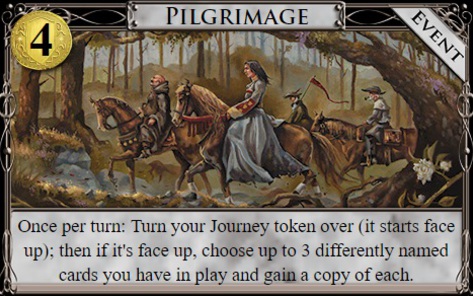 PILGRIMAGE
4
EVENT
Once per turn: Turn your Journey token over (it starts face
up); then if it's face up, choose up to 3 differently named
cards you have in play and gain a copy of each.